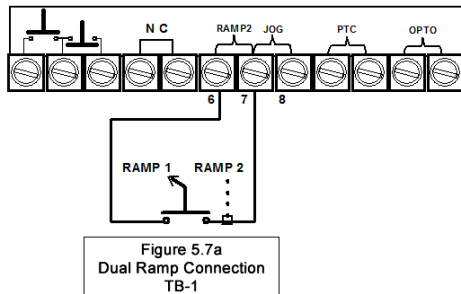 N C
RAMP2
JOG
PTC
OPTO
6
7
8
RAMP 1
RAMP 2
Figure 5.7a
Dual Ramp Connection
TB-1